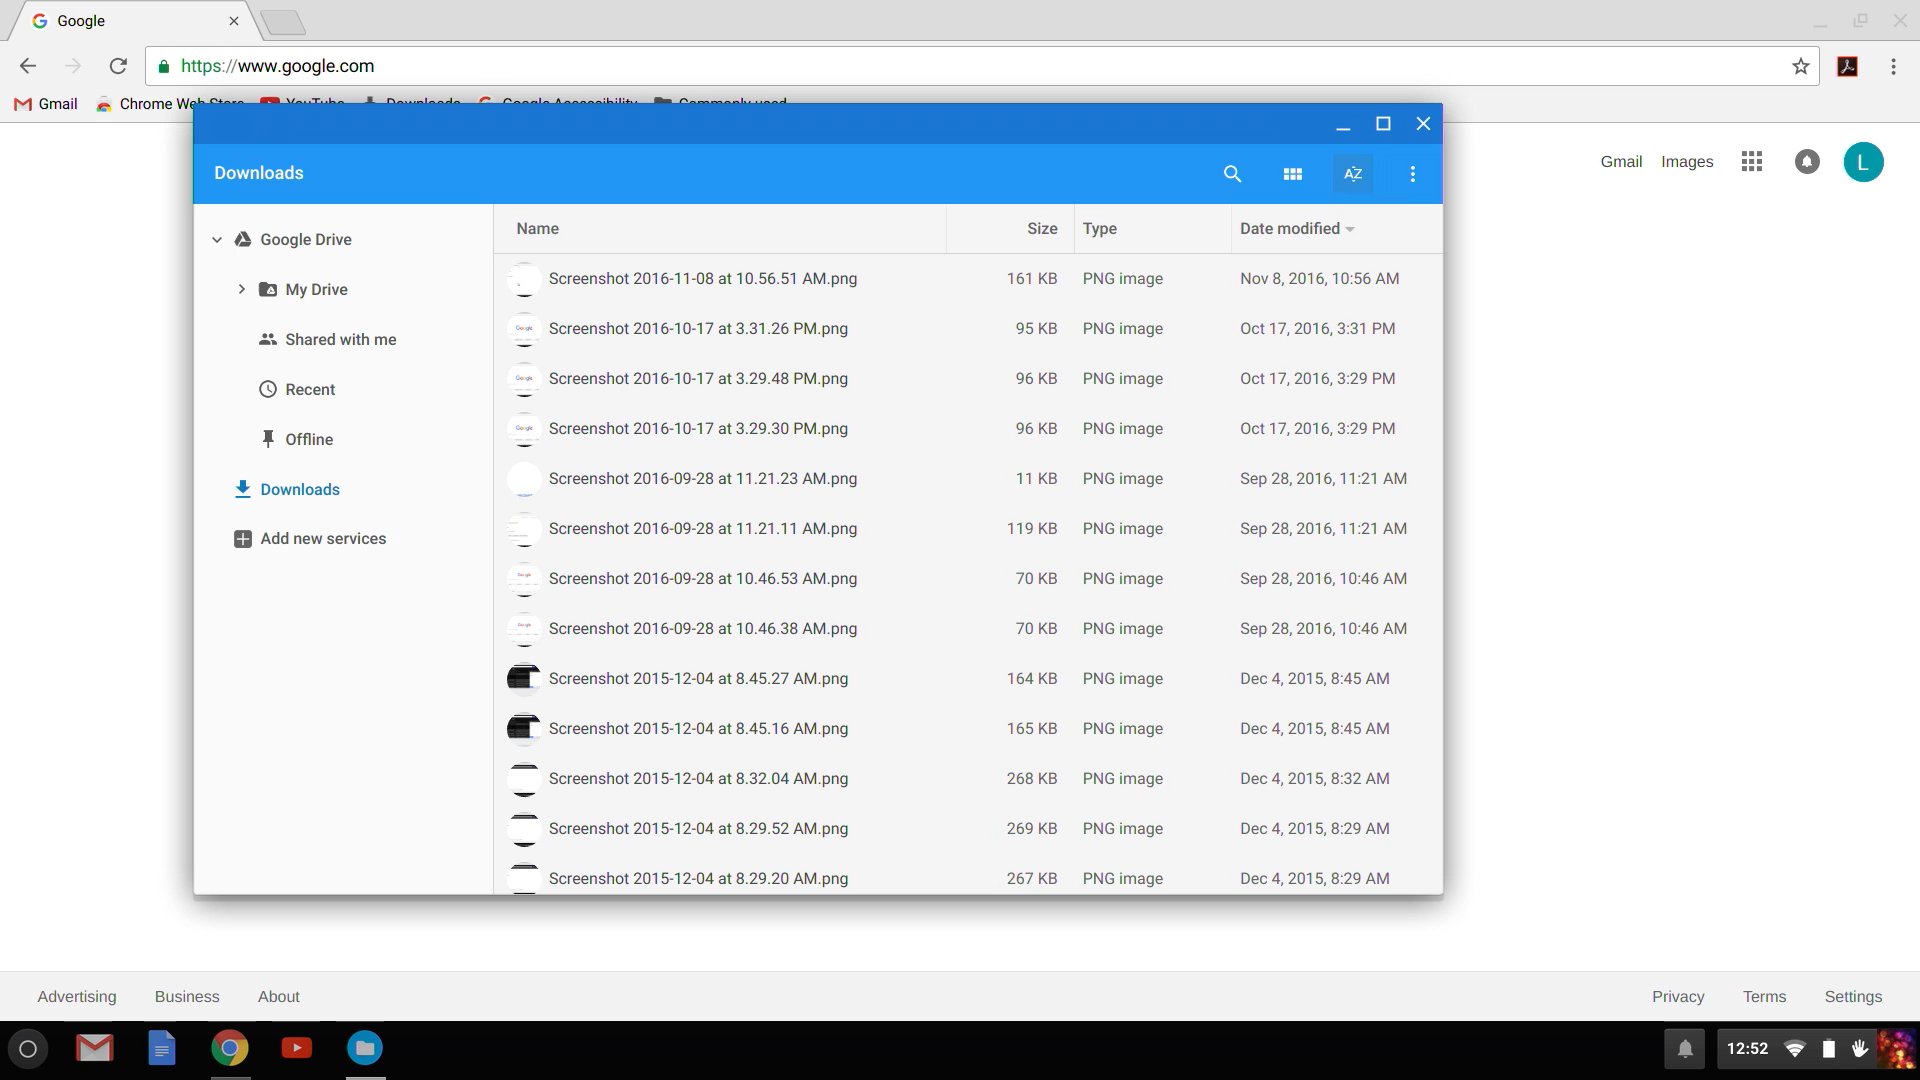 Google
https://www.google.com
Gmail Chrome Web Store YouTube Downloads Google Accessibility Commonly used
Gmail Images L
Downloads
AZ
Name Size Type Date modified
Google Drive
My Drive
Shared with me
Recent
Offline
Downloads
Add new services
Screenshot 2016-11-08 at 10.56.51 AM.png 161 KB PNG image Nov 8, 2016, 10:56 AM
Screenshot 2016-10-17 at 3.31.26 PM.png 95 KB PNG image Oct 17, 2016, 3:31 PM
Screenshot 2016-10-17 at 3.29.48 PM.png 96 KB PNG image Oct 17, 2016, 3:29 PM
Screenshot 2016-10-17 at 3.29.30 PM.png 96 KB PNG image Oct 17, 2016, 3:29 PM
Screenshot 2016-09-28 at 11.21.23 AM.png 11 KB PNG image Sep 28, 2016, 11:21 AM
Screenshot 2016-09-28 at 11.21.11 AM.png 119 KB PNG image Sep 28, 2016, 11:21 AM
Screenshot 2016-09-28 at 10.46.53 AM.png 70 KB PNG image Sep 28, 2016, 10:46 AM
Screenshot 2016-09-28 at 10.46.38 AM.png 70 KB PNG image Sep 28, 2016, 10:46 AM
Screenshot 2015-12-04 at 8.45.27 AM.png 164 KB PNG image Dec 4, 2015, 8:45 AM
Screenshot 2015-12-04 at 8.45.16 AM.png 165 KB PNG image Dec 4, 2015, 8:45 AM
Screenshot 2015-12-04 at 8.32.04 AM.png 268 KB PNG image Dec 4, 2015, 8:32 AM
Screenshot 2015-12-04 at 8.29.52 AM.png 269 KB PNG image Dec 4, 2015, 8:29 AM
Screenshot 2015-12-04 at 8.29.20 AM.png 267 KB PNG image Dec 4, 2015, 8:29 AM
Advertising Business About Privacy Terms Settings
12:52